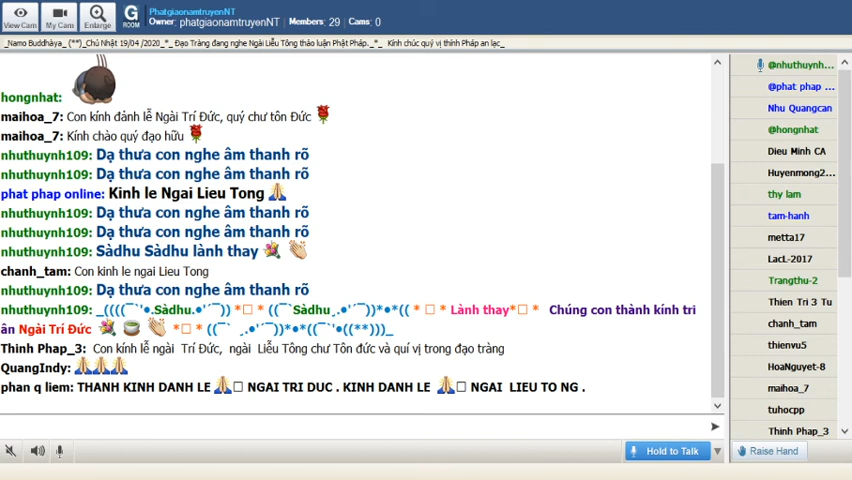 PhatgiaonamtruyenNT
Owner: phatgiaonamtruyenNT Members: 29 Cams: 0
View Cam My Cam Enlarge G ROOM
_Namo Buddhàya_ (**)_Chủ Nhật 19/04 /2020_*_ Đạo Tràng đang nghe Ngài Liễu Tông thảo luận Phật Pháp._*_ Kính chúc quý vị thính Pháp an lạc_
hongnhat:
maihoa_7: Con kính đảnh lễ Ngài Trí Đức, quý chư tôn Đức
maihoa_7: Kính chào quý đạo hữu
nhuthuynh109: Dạ thưa con nghe âm thanh rõ
nhuthuynh109: Dạ thưa con nghe âm thanh rõ
phat phap online: Kinh le Ngai Lieu Tong
nhuthuynh109: Dạ thưa con nghe âm thanh rõ
nhuthuynh109: Dạ thưa con nghe âm thanh rõ
nhuthuynh109: Sàdhu Sàdhu lành thay
chanh_tam: Con kinh le ngai Lieu Tong
nhuthuynh109: Dạ thưa con nghe âm thanh rõ
nhuthuynh109: _((((¯`'•.Sàdhu.•'´¯)) *□ * ((¯`Sàdhu¸.•'´¯)•*•(( * □ * Lành thay*□ * Chúng con thành kính tri
ân Ngài Trí Đức *□ * ((¯` ¸.•'´¯))*•*((¯`'•((**)))_
Thinh Phap_3: Con kính lễ ngài Trí Đức, ngài Liễu Tông chư Tôn đức và quí vị trong đạo tràng
QuangIndy:
phan q liem: THANH KINH DANH LE □ NGAI TRI DUC . KINH DANH LE □ NGAI LIEU TO NG .
@nhuthuynh...
@phat phap ...
Nhu Quangcan
@hongnhat
Dieu Minh CA
Huyenmong2...
thy lam
tam-hanh
metta17
LacL-2017
Trangthu-2
Thien Tri 3 Tu
chanh_tam
thienvu5
HoaNguyet-8
maihoa_7
tuhocpp
Thinh Phap_3
Hold to Talk
Raise Hand